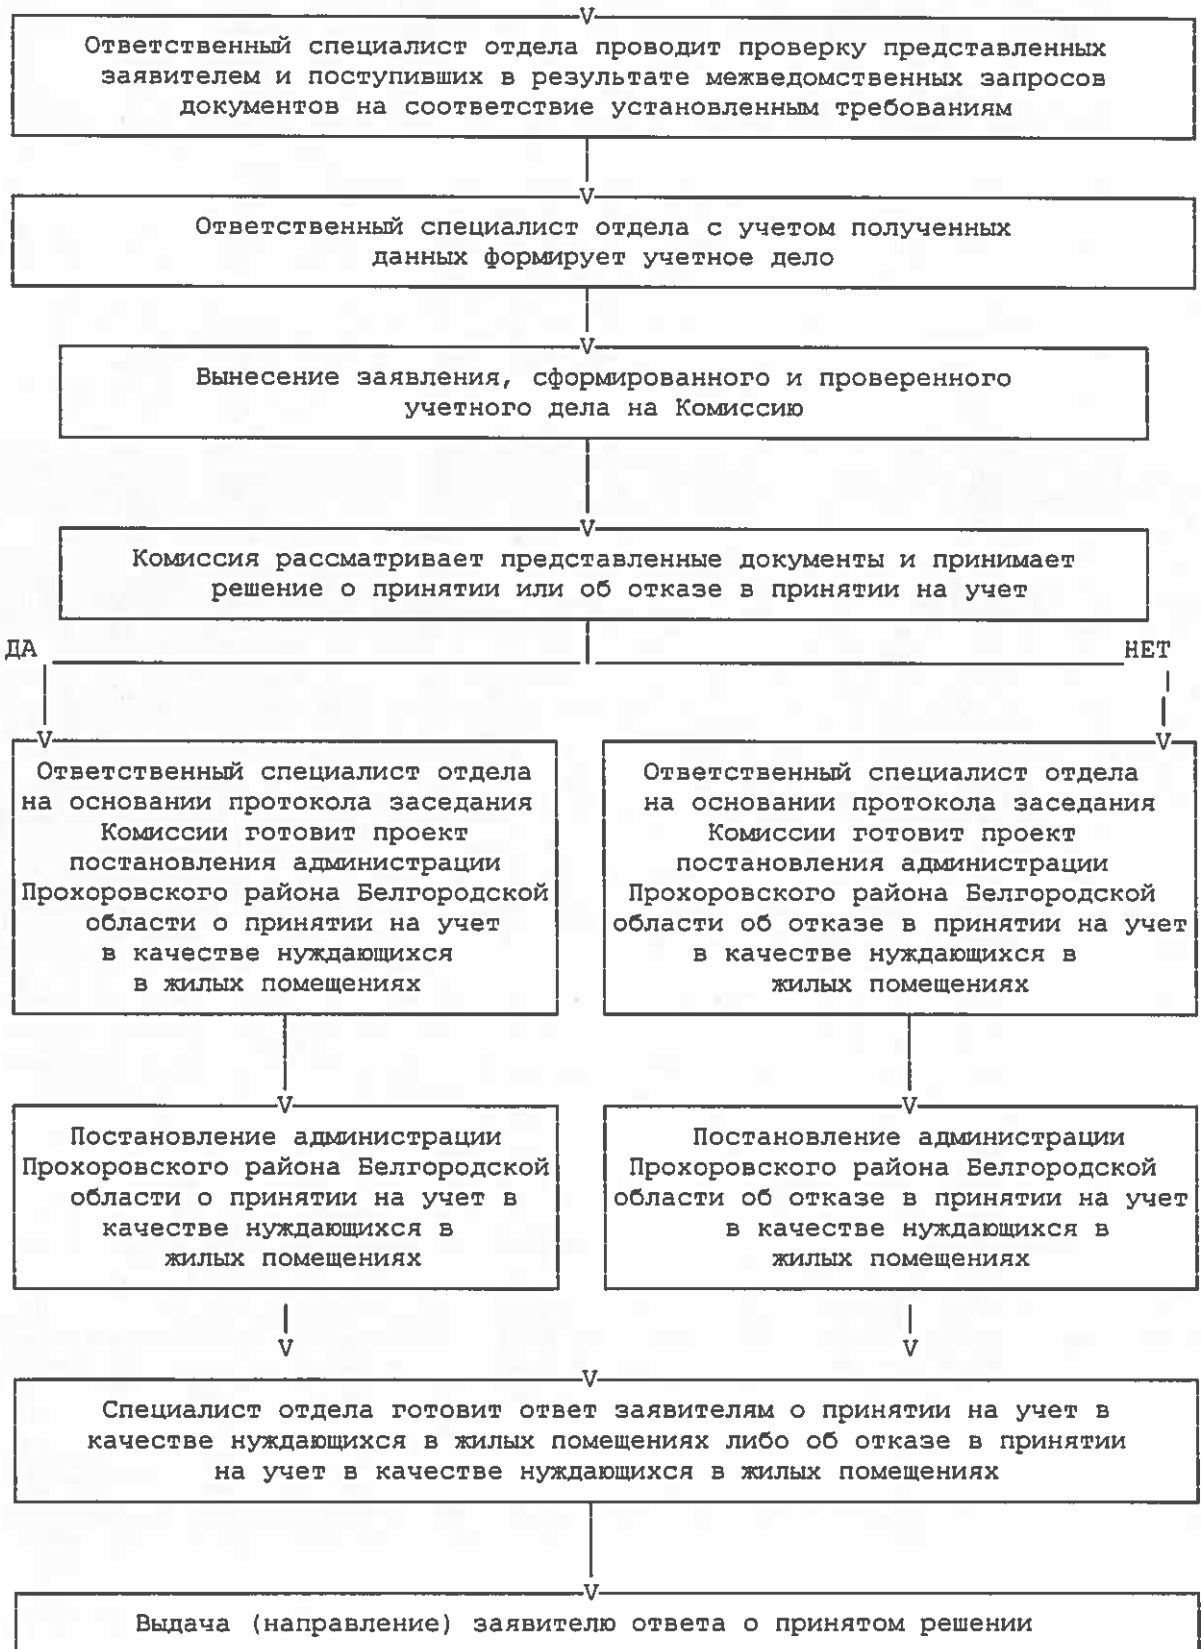 Ответственный специалист отдела проводит проверку представленных
заявителем и поступивших в результате межведомственных запросов
документов на соответствие установленным требованиям
Ответственный специалист отдела с учетом полученных
данных формирует учетное дело
Вынесение заявления, сформированного и проверенного
учетного дела на Комиссию
Комиссия рассматривает представленные документы и принимает
решение о принятии или об отказе в принятии на учет
ДА
НЕТ
Ответственный специалист отдела
на основании протокола заседания
Комиссии готовит проект
постановления администрации
Прохоровского района Белгородской
области о принятии на учет
в качестве нуждающихся
в жилых помещениях
Ответственный специалист отдела
на основании протокола заседания
Комиссии готовит проект
постановления администрации
Прохоровского района Белгородской
области об отказе в принятии на учет
в качестве нуждающихся в
жилых помещениях
Постановление администрации
Прохоровского района Белгородской
области о принятии на учет в
качестве нуждающихся в
жилых помещениях
Постановление администрации
Прохоровского района Белгородской
области об отказе в принятии на учет
в качестве нуждающихся в
жилых помещениях
Специалист отдела готовит ответ заявителям о принятии на учет в
качестве нуждающихся в жилых помещениях либо об отказе в принятии
на учет в качестве нуждающихся в жилых помещениях
Выдача (направление) заявителю ответа о принятом решении